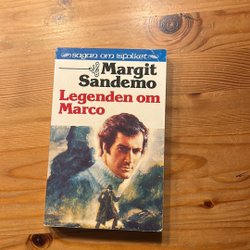 sagan om isfolket
Margit
Sandemo
Legenden om
Marco